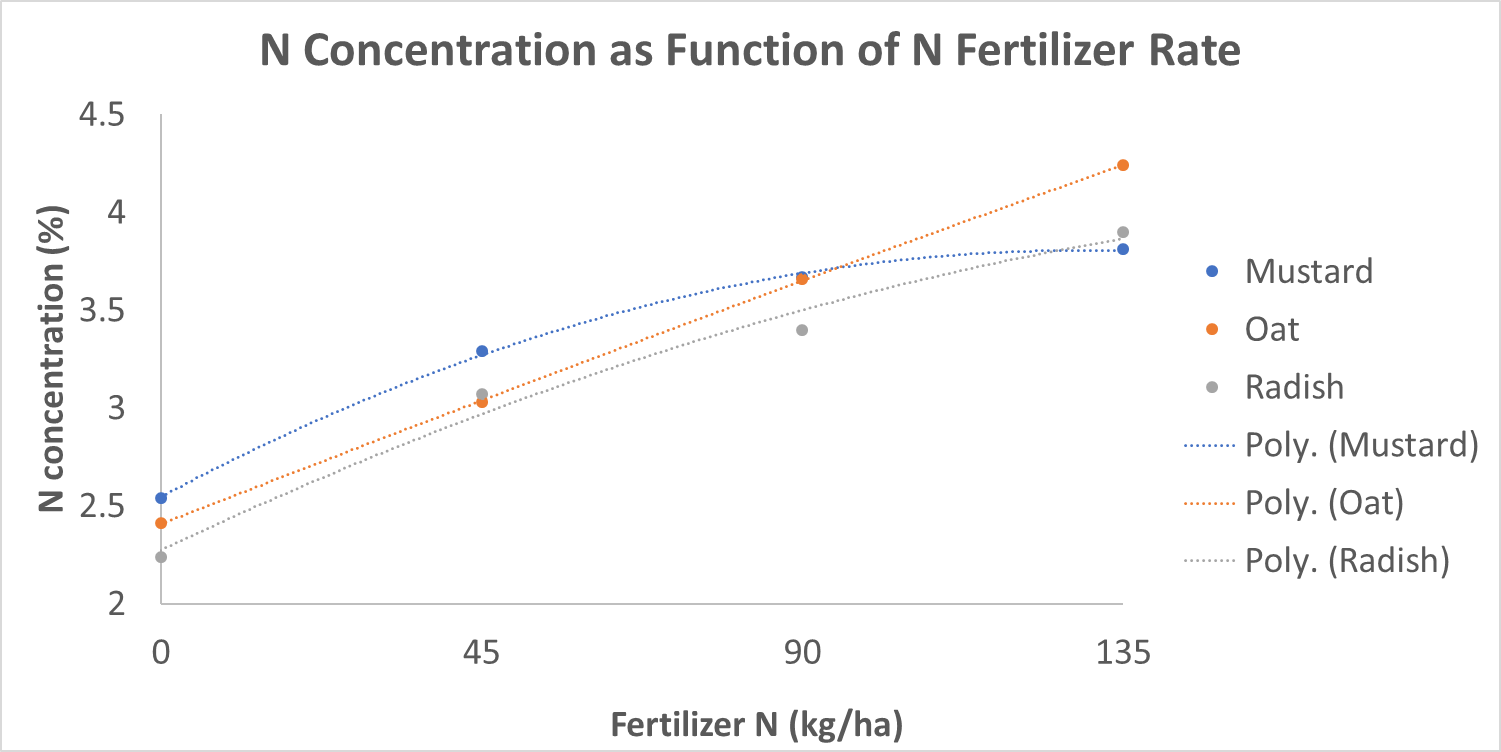 N Concentration as Function of N Fertilizer Rate
4.5
4
3.5
3
2.5
2
N concentration (%)
0 45 90 135
Fertilizer N (kg/ha)
Mustard
Oat
Radish
Poly. (Mustard)
Poly. (Oat)
Poly. (Radish)